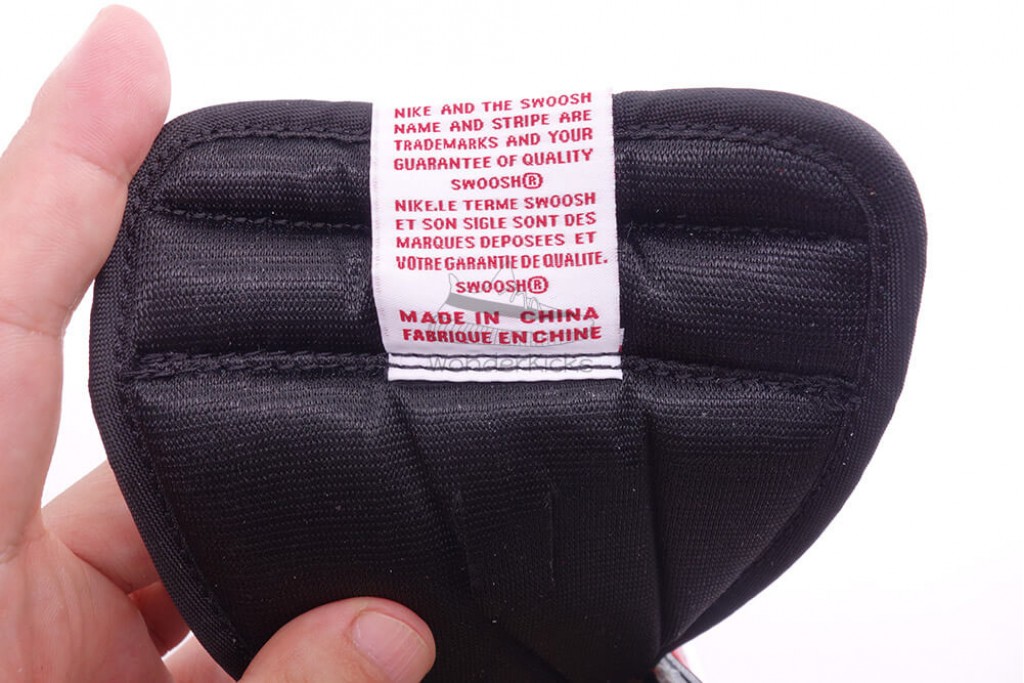 NIKE AND THE SWOOSH
NAME AND STRIPE ARE
TRADEMARKS AND YOUR
GUARANTEE OF QUALITY
SWOOSH®
NIKE.LE TERME SWOOSH
ET SON SIGLE SONT DES
MARQUES DEPOSEES ET
VOTRE GARANTIE DE QUALITE.
SWOOSH®
MADE IN CHINA
FABRIQUE EN CHINE
WonderKicks